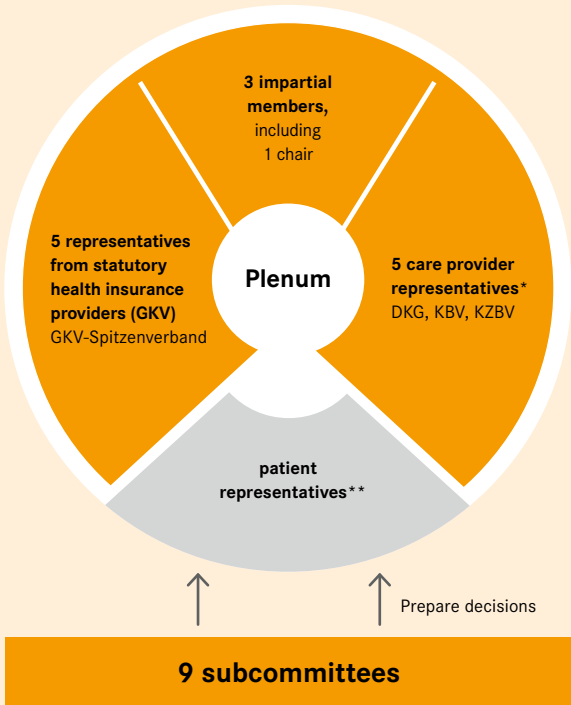 3 impartial
members,
including
1 chair
5 representatives
from statutory
health insurance
providers (GKV)
GKV-Spitzenverband
Plenum
5 care provider
representatives*
DKG, KBV, KZBV
patient
representatives**
Prepare decisions
9 subcommittees